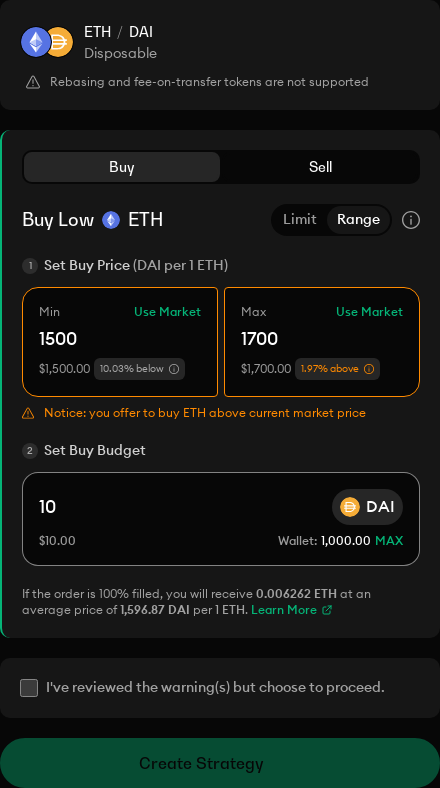 ETH / DAI
Disposable
Rebasing and fee-on-transfer tokens are not supported
Buy Sell
Buy Low ETH Limit Range
1 Set Buy Price (DAI per 1 ETH)
Min Use Market Max Use Market
1500 1700
$1,500.00 10.03% below $1,700.00 1.97% above
Notice: you offer to buy ETH above current market price
2 Set Buy Budget
10 DAI
$10.00 Wallet: 1,000.00 MAX
If the order is 100% filled, you will receive 0.006262 ETH at an
average price of 1,596.87 DAI per 1 ETH. Learn More
I've reviewed the warning(s) but choose to proceed.
Create Strategy